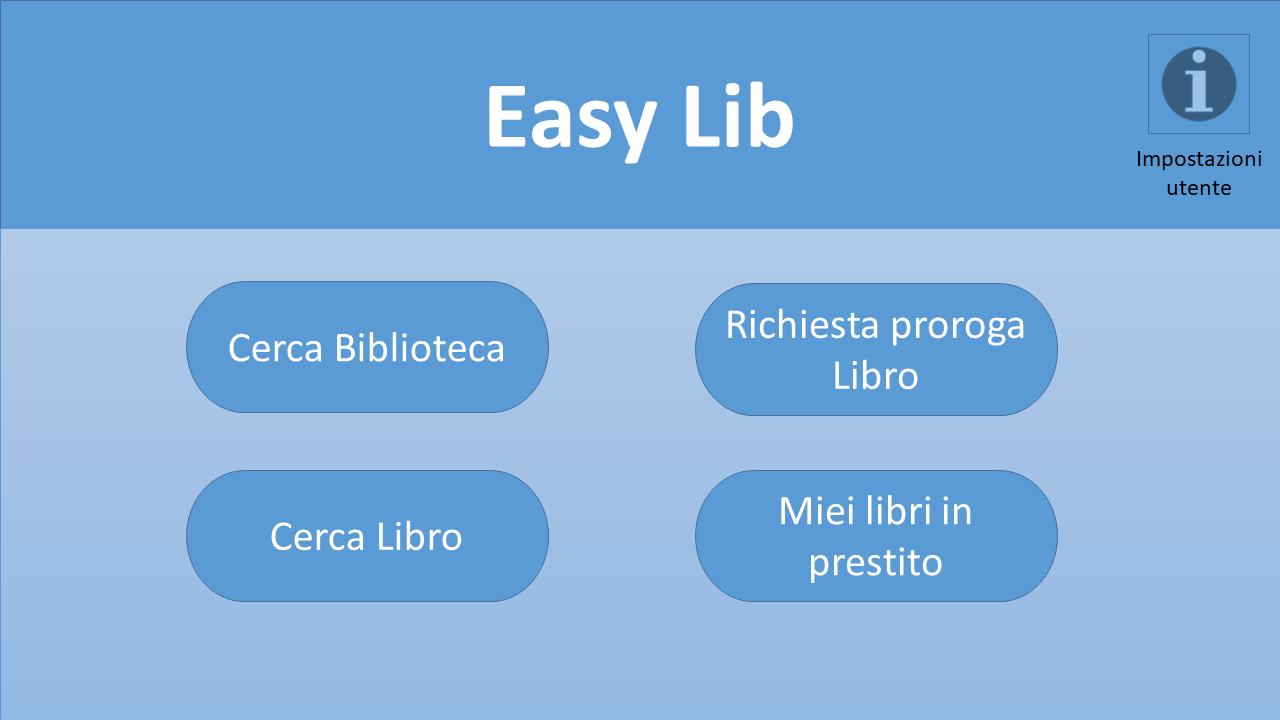 Easy Lib
Impostazioni
utente
Cerca Biblioteca
Richiesta proroga
Libro
Cerca Libro
Miei libri in
prestito